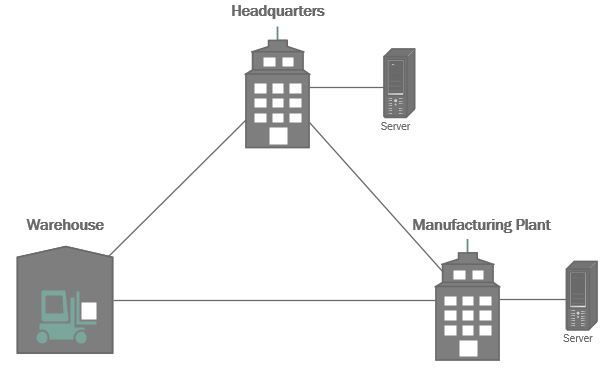 Headquarters
Server
Warehouse
Manufacturing Plant
Server